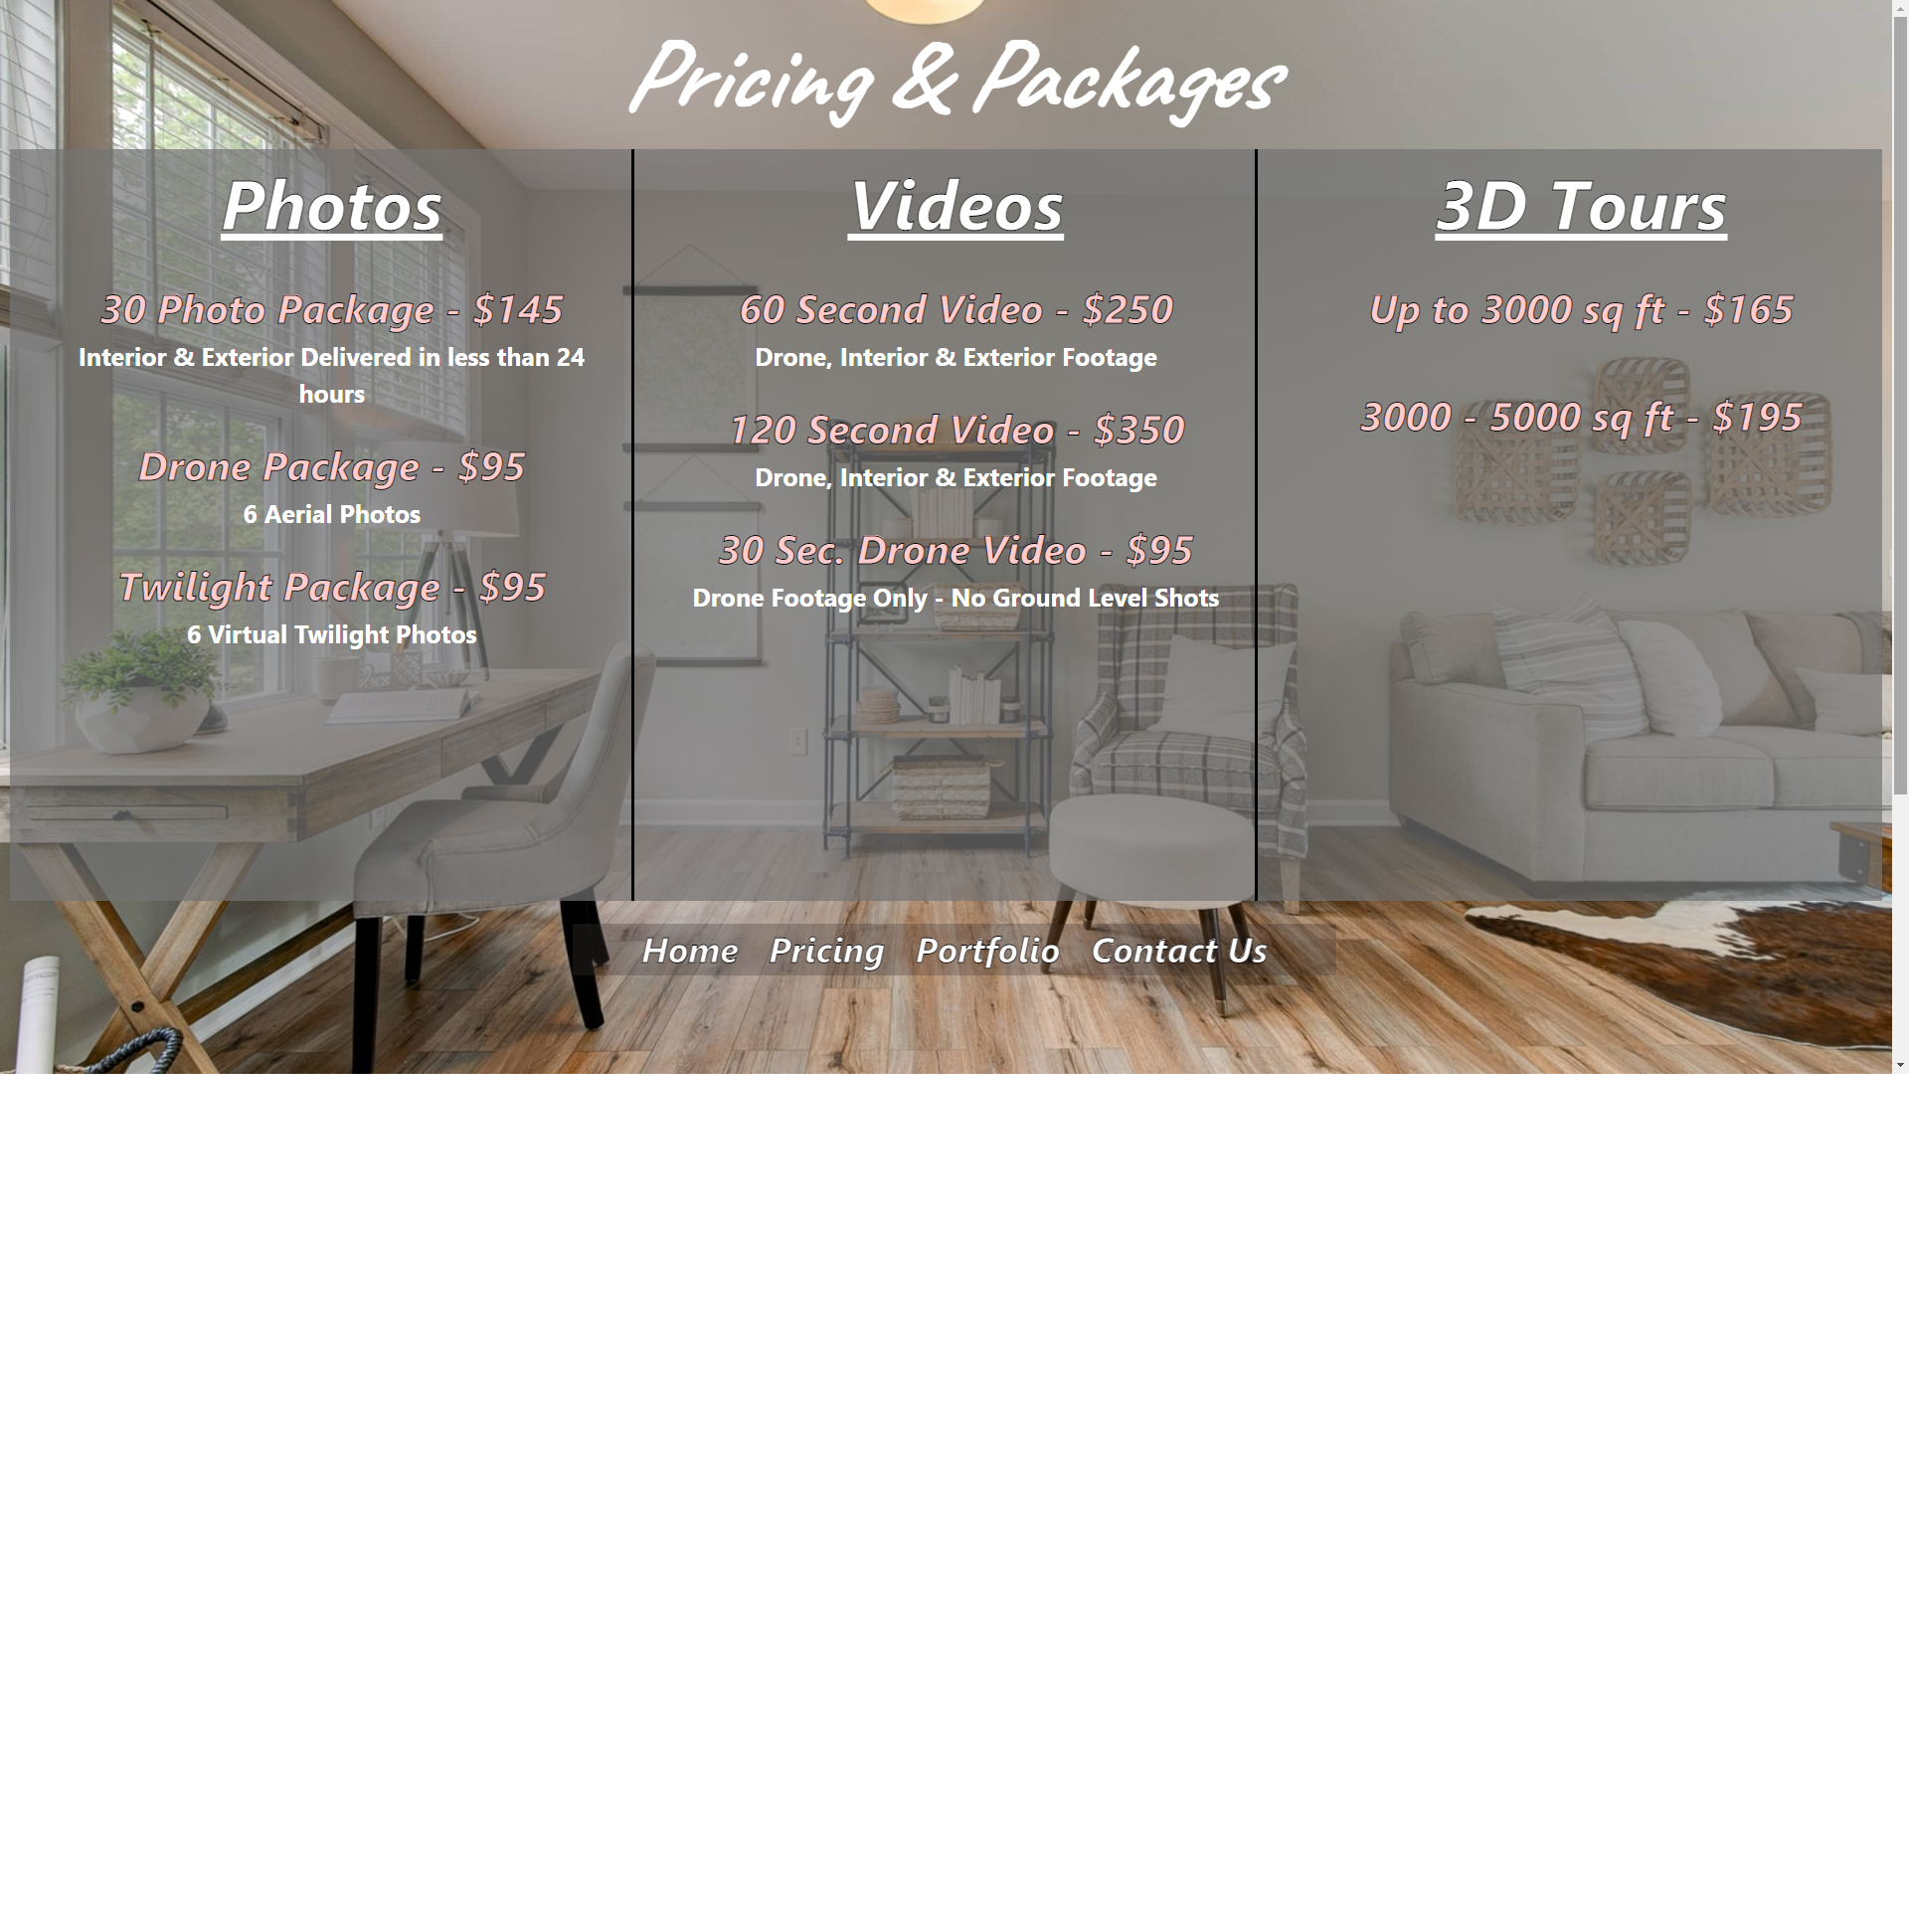 Pricing & Packages
Photos
30 Photo Package - $145
Interior & Exterior Delivered in less than 24
hours
Drone Package - $95
6 Aerial Photos
Twilight Package - $95
6 Virtual Twilight Photos
Videos
60 Second Video - $250
Drone, Interior & Exterior Footage
120 Second Video - $350
Drone, Interior & Exterior Footage
30 Sec. Drone Video - $95
Drone Footage Only - No Ground Level Shots
3D Tours
Up to 3000 sq ft - $165
3000 - 5000 sq ft - $195
Home Pricing Portfolio Contact Us